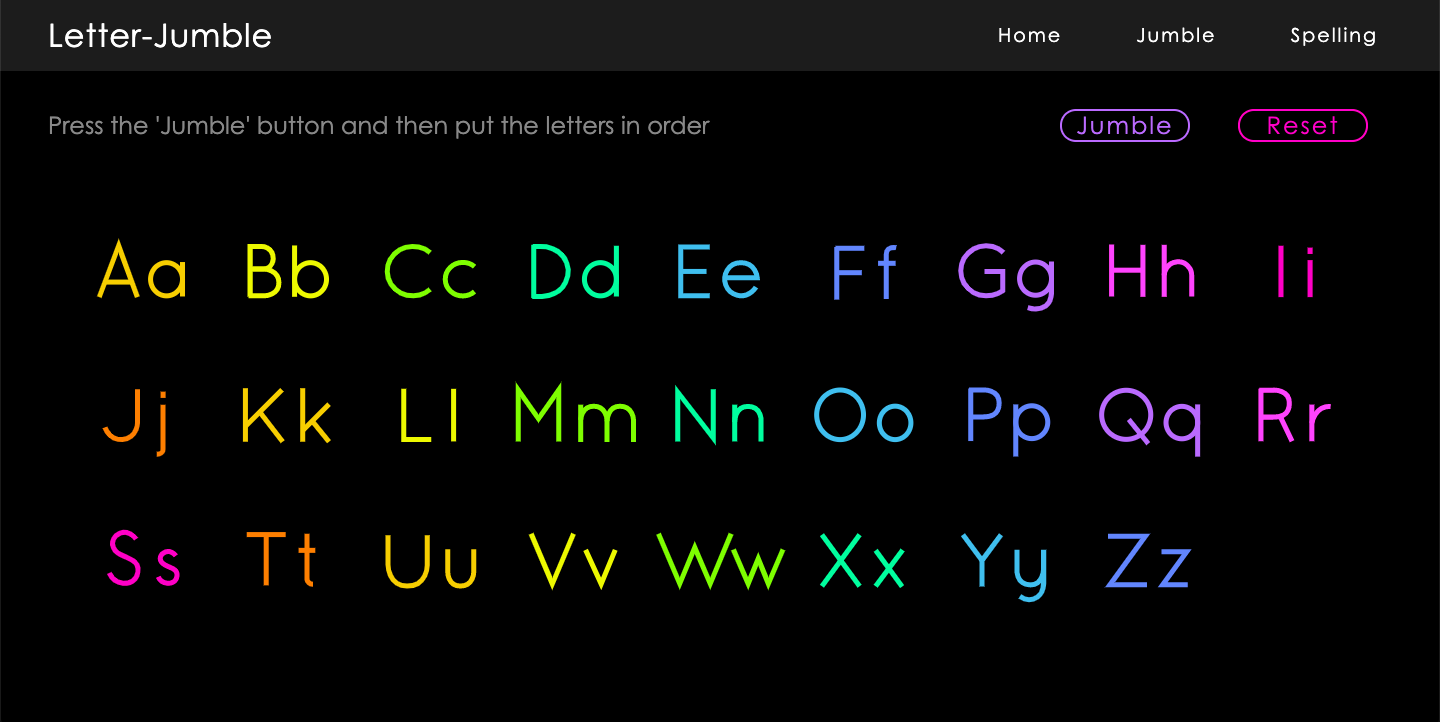 Letter-Jumble Home Jumble Spelling
Press the 'Jumble' button and then put the letters in order Jumble Reset
Aa Bb Cc Dd Ee Ff Gg Hh Ii
Jj Kk Ll Mm Nn Oo Pp Qq Rr
Ss Tt Uu Vv Ww Xx Yy Zz